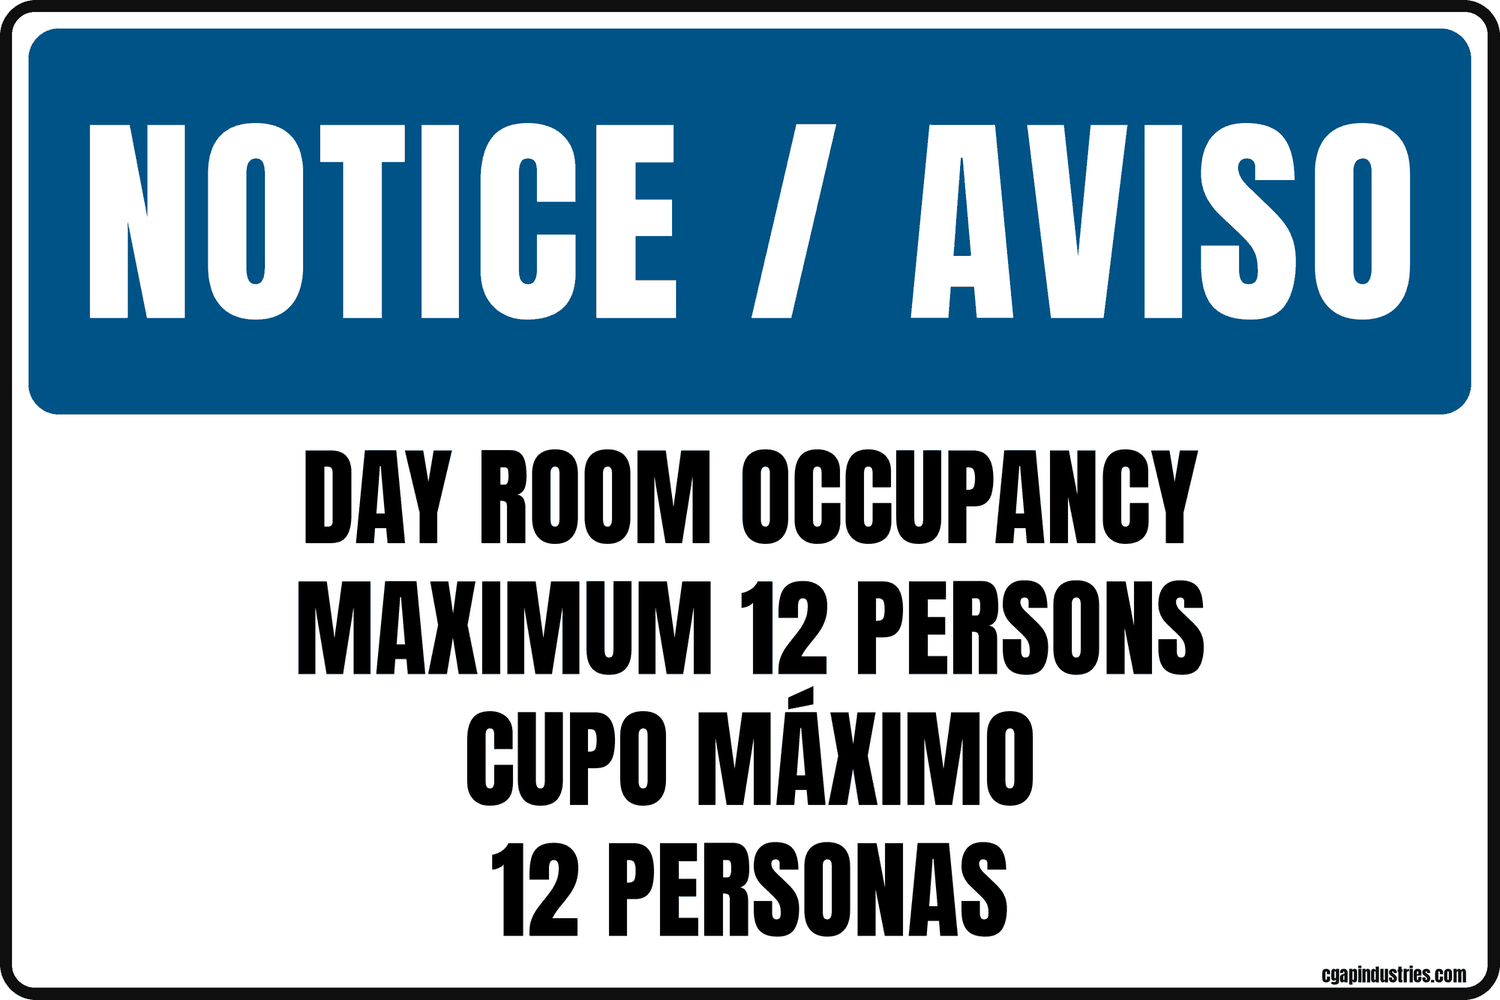 NOTICE / AVISO
DAY ROOM OCCUPANCY
MAXIMUM 12 PERSONS
CUPO MÁXIMO
12 PERSONAS
cgapindustries.com